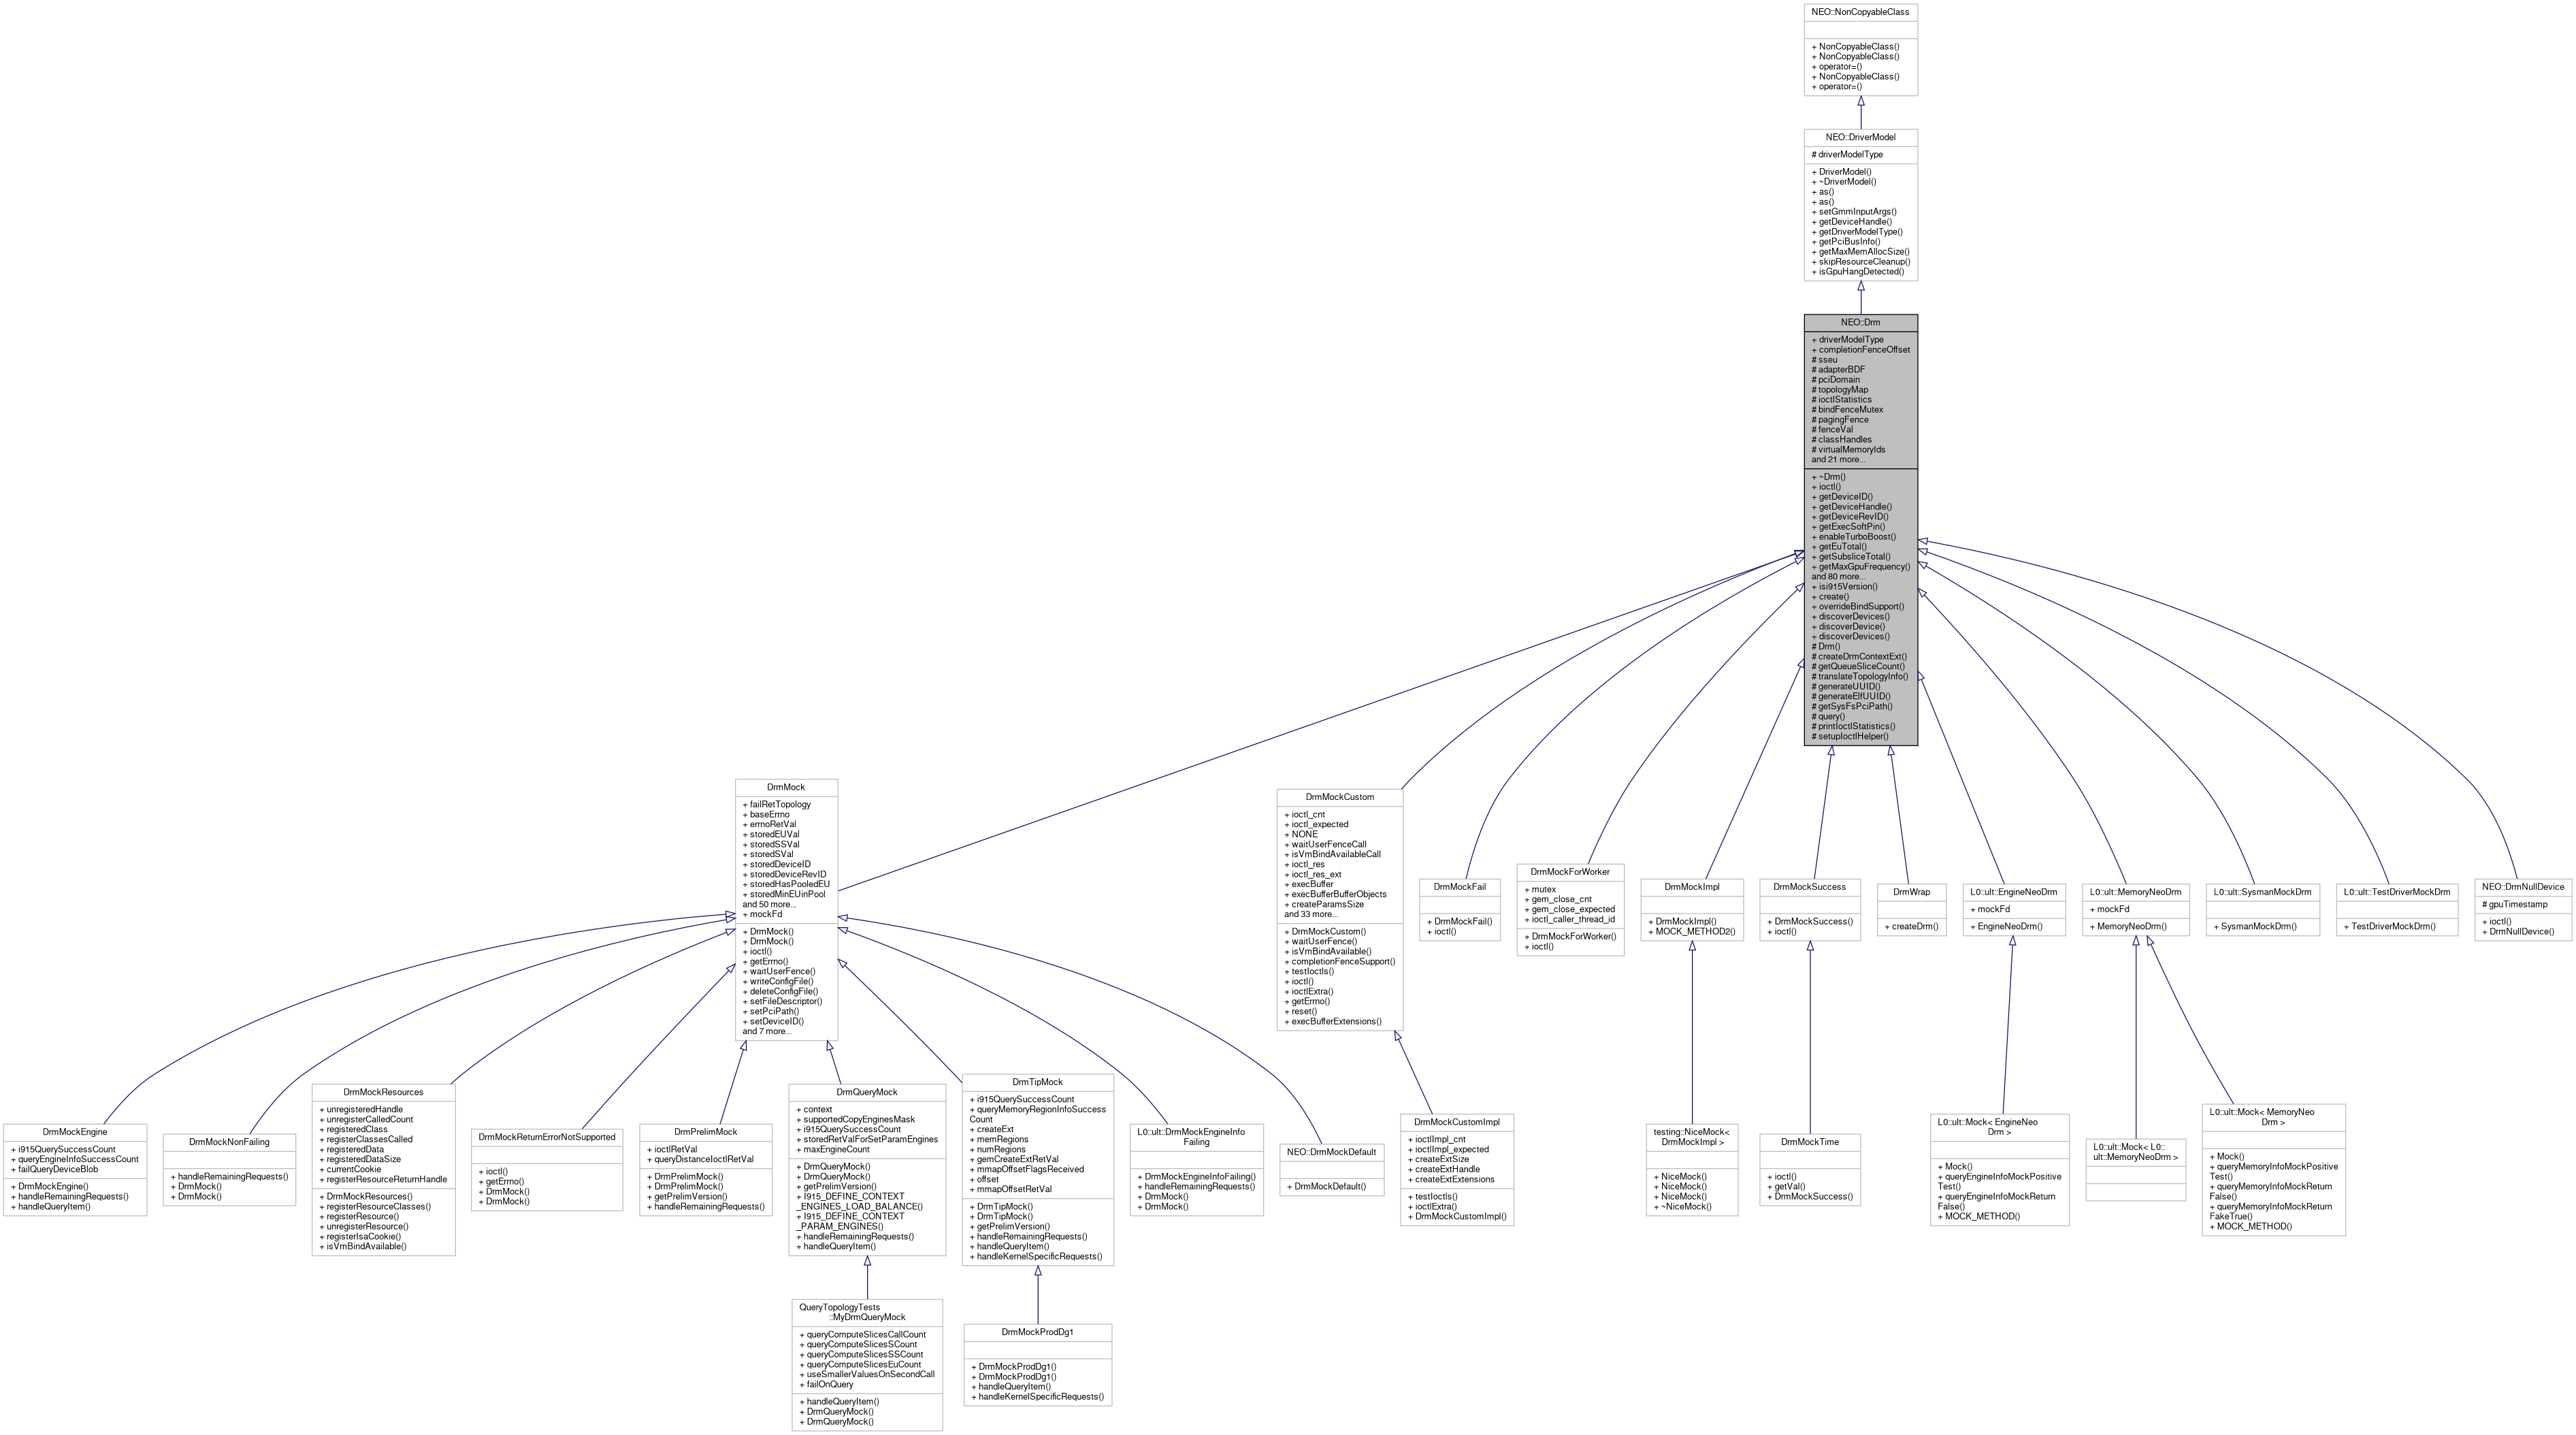 NEO::NonCopyableClass
+ NonCopyableClass()
+ NonCopyableClass()
+ operator=()
+ NonCopyableClass()
+ operator=()
NEO::DriverModel
# driverModelType
+ DriverModel()
+ ~DriverModel()
+ as()
+ as()
+ setGmmInputArgs()
+ getDeviceHandle()
+ getDriverModelType()
+ getPciBusInfo()
+ getMaxMemAllocSize()
+ skipResourceCleanup()
+ isGpuHangDetected()
NEO::Drm
+ driverModelType
+ completionFenceOffset
# sseu
# adapterBDF
# pciDomain
# topologyMap
# ioctlStatistics
# bindFenceMutex
# pagingFence
# fenceVal
# classHandles
# virtualMemoryIds
and 21 more...
+ ~Drm()
+ ioctl()
+ getDeviceID()
+ getDeviceHandle()
+ getDeviceRevID()
+ getExecSoftPin()
+ enableTurboBoost()
+ getEuTotal()
+ getSubsliceTotal()
+ getMaxGpuFrequency()
and 80 more...
+ isi915Version()
+ create()
+ overrideBindSupport()
+ discoverDevices()
+ discoverDevice()
+ discoverDevices()
# Drm()
# createDrmContextExt()
# getQueueSliceCount()
# translateTopologyInfo()
# generateUUID()
# generateElfUUID()
# getSysFsPciPath()
# query()
# printIoctlStatistics()
# setupIoctlHelper()
DrmMock
+ failRetTopology
+ baseErrno
+ errnoRetVal
+ storedEUVal
+ storedSSVal
+ storedSVal
+ storedDeviceID
+ storedDeviceRevID
+ storedHasPooledEU
+ storedMinEUinPool
and 50 more...
+ mockFd
+ DrmMock()
+ DrmMock()
+ ioctl()
+ getErrno()
+ waitUserFence()
+ writeConfigFile()
+ deleteConfigFile()
+ setFileDescriptor()
+ setPciPath()
+ setDeviceID()
and 7 more...
DrmMockCustom
+ ioctl_cnt
+ ioctl_expected
+ NONE
+ waitUserFenceCall
+ isVmBindAvailableCall
+ ioctl_res
+ ioctl_res_ext
+ execBuffer
+ execBufferBufferObjects
+ createParamsSize
and 33 more...
+ DrmMockCustom()
+ waitUserFence()
+ isVmBindAvailable()
+ completionFenceSupport()
+ testIoctls()
+ ioctl()
+ ioctlExtra()
+ getErrno()
+ reset()
+ execBufferExtensions()
DrmMockFail
+ DrmMockFail()
+ ioctl()
DrmMockForWorker
+ mutex
+ gem_close_cnt
+ gem_close_expected
+ ioctl_caller_thread_id
+ DrmMockForWorker()
+ ioctl()
DrmMockImpl
+ DrmMockImpl()
+ MOCK_METHOD2()
DrmMockSuccess
+ DrmMockSuccess()
+ ioctl()
DrmWrap
+ createDrm()
L0::ult::EngineNeoDrm
+ mockFd
+ EngineNeoDrm()
L0::ult::MemoryNeoDrm
+ mockFd
+ MemoryNeoDrm()
L0::ult::SysmanMockDrm
+ SysmanMockDrm()
L0::ult::TestDriverMockDrm
+ TestDriverMockDrm()
NEO::DrmNullDevice
# gpuTimestamp
+ ioctl()
+ DrmNullDevice()
DrmMockEngine
+ i915QuerySuccessCount
+ queryEngineInfoSuccessCount
+ failQueryDeviceBlob
+ DrmMockEngine()
+ handleRemainingRequests()
+ handleQueryItem()
DrmMockNonFailing
+ handleRemainingRequests()
+ DrmMock()
+ DrmMock()
DrmMockResources
+ unregisteredHandle
+ unregisterCalledCount
+ registeredClass
+ registerClassesCalled
+ registeredData
+ registeredDataSize
+ currentCookie
+ registerResourceReturnHandle
+ DrmMockResources()
+ registerResourceClasses()
+ registerResource()
+ unregisterResource()
+ registerIsaCookie()
+ isVmBindAvailable()
DrmMockReturnErrorNotSupported
+ ioctl()
+ getErrno()
+ DrmMock()
+ DrmMock()
DrmPrelimMock
+ ioctlRetVal
+ queryDistanceIoctlRetVal
+ DrmPrelimMock()
+ DrmPrelimMock()
+ getPrelimVersion()
+ handleRemainingRequests()
DrmQueryMock
+ context
+ supportedCopyEnginesMask
+ i915QuerySuccessCount
+ storedRetValForSetParamEngines
+ maxEngineCount
+ DrmQueryMock()
+ DrmQueryMock()
+ getPrelimVersion()
+ I915_DEFINE_CONTEXT
_ENGINES_LOAD_BALANCE()
+ I915_DEFINE_CONTEXT
_PARAM_ENGINES()
+ handleRemainingRequests()
+ handleQueryItem()
DrmTipMock
+ i915QuerySuccessCount
+ queryMemoryRegionInfoSuccess
Count
+ createExt
+ memRegions
+ numRegions
+ gemCreateExtRetVal
+ mmapOffsetFlagsReceived
+ offset
+ mmapOffsetRetVal
+ DrmTipMock()
+ DrmTipMock()
+ getPrelimVersion()
+ handleRemainingRequests()
+ handleQueryItem()
+ handleKernelSpecificRequests()
L0::ult::DrmMockEngineInfo
Failing
+ DrmMockEngineInfoFailing()
+ handleRemainingRequests()
+ DrmMock()
+ DrmMock()
NEO::DrmMockDefault
+ DrmMockDefault()
DrmMockCustomImpl
+ ioctlImpl_cnt
+ ioctlImpl_expected
+ createExtSize
+ createExtHandle
+ createExtExtensions
+ testIoctls()
+ ioctlExtra()
+ DrmMockCustomImpl()
testing::NiceMock<
DrmMockImpl >
+ NiceMock()
+ NiceMock()
+ NiceMock()
+ ~NiceMock()
DrmMockTime
+ ioctl()
+ getVal()
+ DrmMockSuccess()
L0::ult::Mock< EngineNeo
Drm >
+ Mock()
+ queryEngineInfoMockPositive
Test()
+ queryEngineInfoMockReturn
False()
+ MOCK_METHOD()
L0::ult::Mock< L0::
ult::MemoryNeoDrm >
L0::ult::Mock< MemoryNeo
Drm >
+ Mock()
+ queryMemoryInfoMockPositive
Test()
+ queryMemoryInfoMockReturn
False()
+ queryMemoryInfoMockReturn
FakeTrue()
+ MOCK_METHOD()
QueryTopologyTests
::MyDrmQueryMock
+ queryComputeSlicesCallCount
+ queryComputeSlicesSCount
+ queryComputeSlicesSSCount
+ queryComputeSlicesEuCount
+ useSmallerValuesOnSecondCall
+ failOnQuery
+ handleQueryItem()
+ DrmQueryMock()
+ DrmQueryMock()
DrmMockProdDg1
+ DrmMockProdDg1()
+ DrmMockProdDg1()
+ handleQueryItem()
+ handleKernelSpecificRequests()